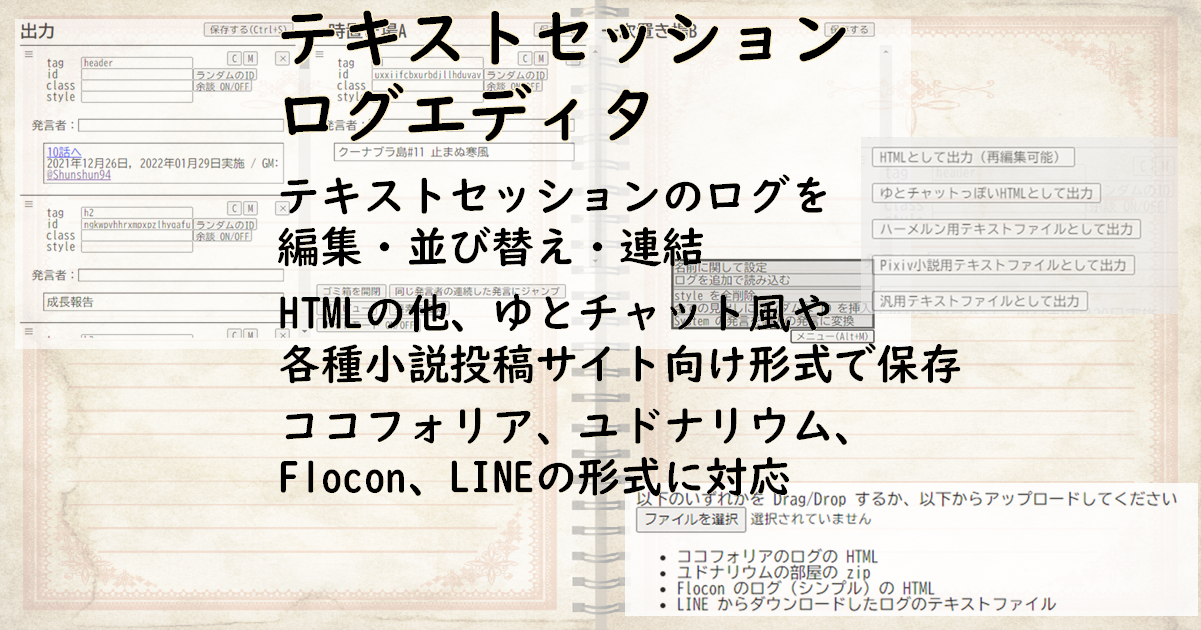 テキストセッション
ログエディタ
テキストセッションのログを
編集・並び替え・連結
HTMLの他、ゆとチャット風や
各種小説投稿サイト向け形式で保存
ココフォリア、ユドナリウム、
Flocon、LINEの形式に対応
出力
保存する(Ctrl+S)
tag header
C M ×
id
ランダムのID
class
余談 ON/OFF
style
発言者：
10話へ
2021年12月26日, 2022年01月29日実施 / GM:
@Shunshun94
tag h2
C M ×
id
ランダムのID
class
余談 ON/OFF
style
発言者：
成長報告
tag
C M
id uxxiifcbxurbdillhduvav
ランダムのID
class
余談 ON/OFF
クーナブラ島#11 止まぬ寒風
ゴミ箱を開閉
同じ発言者の連続した発言にジャンプ
名前に関して設定
ログを追加で読み込む
style を全削除
メニュー(Alt+M)
HTMLとして出力（再編集可能）
ゆとチャットっぽいHTMLとして出力
ハーメルン用テキストファイルとして出力
Pixiv小説用テキストファイルとして出力
汎用テキストファイルとして出力
以下のいずれかを Drag/Drop するか、以下からアップロードしてください
ファイルを選択 選択されていません
• ココフォリアのログの HTML
• ユドナリウムの部屋の zip
• Flocon のログ（シンプル）の HTML
• LINE からダウンロードしたログのテキストファイル